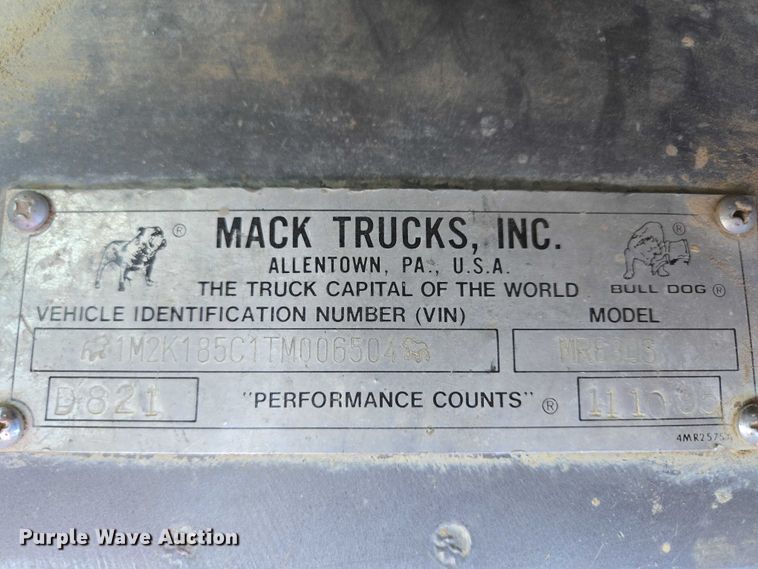 MACK TRUCKS, INC.
ALLENTOWN, PA., U.S.A.
THE TRUCK CAPITAL OF THE WORLD
BULL DOG ®
VEHICLE IDENTIFICATION NUMBER (VIN)
MODEL
1M2K185C1TM006504
D821
"PERFORMANCE COUNTS" ®
Purple Wave Auction